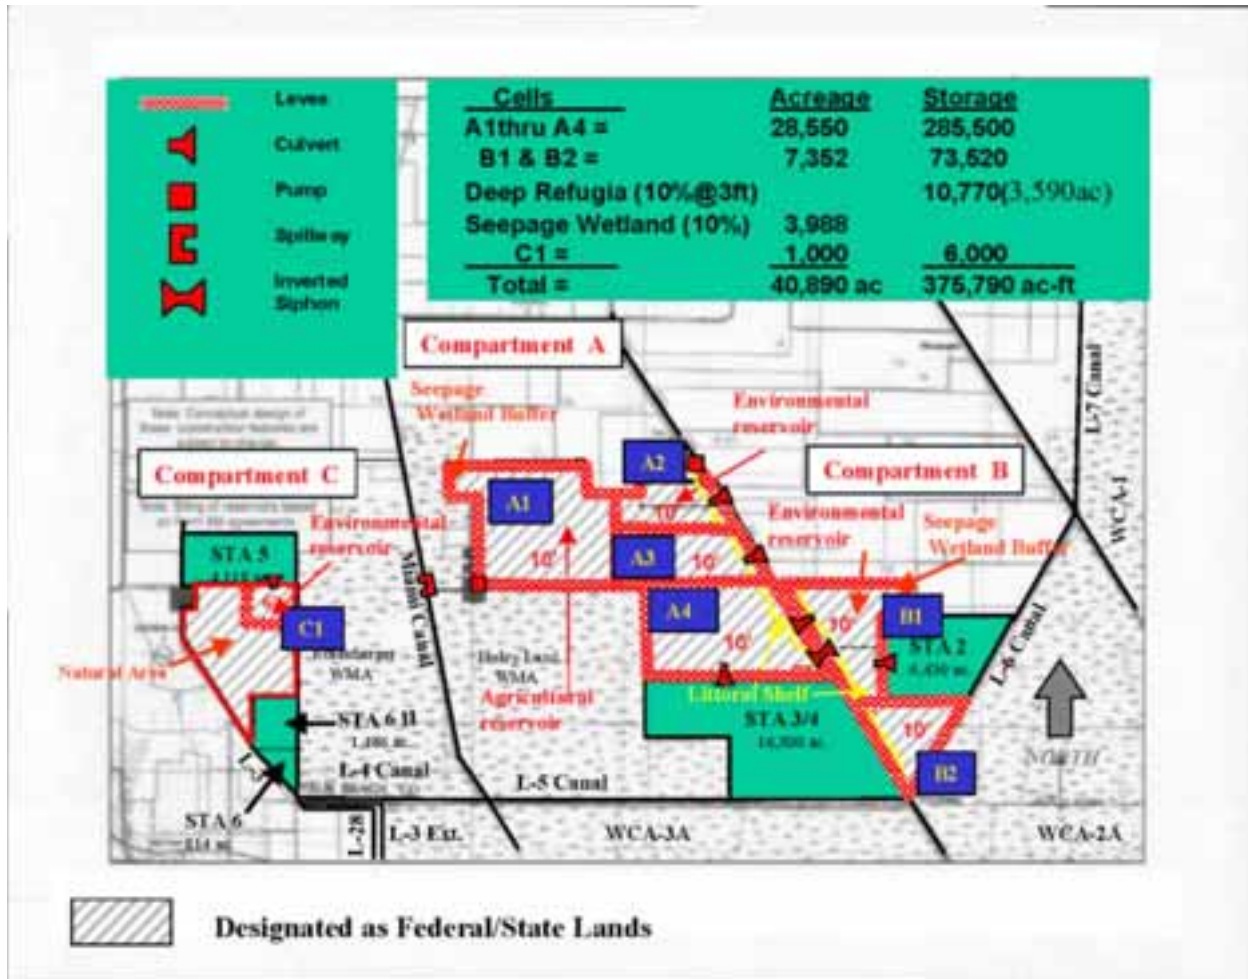 Levee
Culvert
Pump
Spillway
Inverted
Siphon
Cells Acreage Storage
A1thru A4 = 28,550 285,500
B1 & B2 = 7,352 73,520
Deep Refugia (10%@3ft) 10,770(3,590ac)
Seepage Wetland (10%) 3,988
C1 = 1,000 6,000
Total = 40,890 ac 375,790 ac-ft
Compartment A
Seepage
Wetland Buffer
Environmental
reservoir
L-7 Canal
Note: Conceptual design of
Compartment C
Compartment B
A2
A1
10'
Environmental
reservoir
Environmental
reservoir
Seepage
Wetland Buffer
WCA-1
STA 5
A3
10'
10'
Miami Canal
C1
A4
10'
10'
B1
STA 2
L-6 Canal
Natural Area
WMA
Holey Land
WMA
Agricultural
reservoir
Littoral Shelf
STA 6 II
STA 3/4
10'
B2
NORTH
L-4 Canal
L-5 Canal
STA 6
L-28
L-3 Ext.
WCA-3A
WCA-2A
Designated as Federal/State Lands